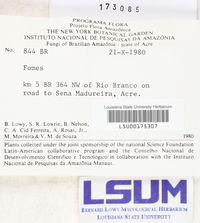 173085
PROGRAMA FLORA
Projeto Flora Amazônica
THE NEW YORK BOTANICAL GARDEN
INSTITUTO NACIONAL DE PESQUISAS DA AMAZÔNIA
Fungi of Brazilian Amazônia - State of Acre
No. 844 BR 21-X-1980
Fomes
km 5 BR 364 NW of Rio Branco on
road to Sena Madureira, Acre.
Louisiana State University Herbarium
LSU00175307
B. Lowy, S. R. Lowrie, B. Nelson,
C. A. Cid Ferreira, A. Rosas, Jr.,
M. Morreira & V. M. de Souza 1980
Plants collected under the joint sponsorship of the national Science Foundation
Latin-American collaborative program and the Conselho Nacional de
Desenvolvimento Científico e Tecnológico in collaboration with the Instituto
Nacional de Pesquisas da Amazônia-Manaus.
LSUM
BERNARD LOWY MYCOLOGICAL HERBARIUM
LOUISIANA STATE UNIVERSITY